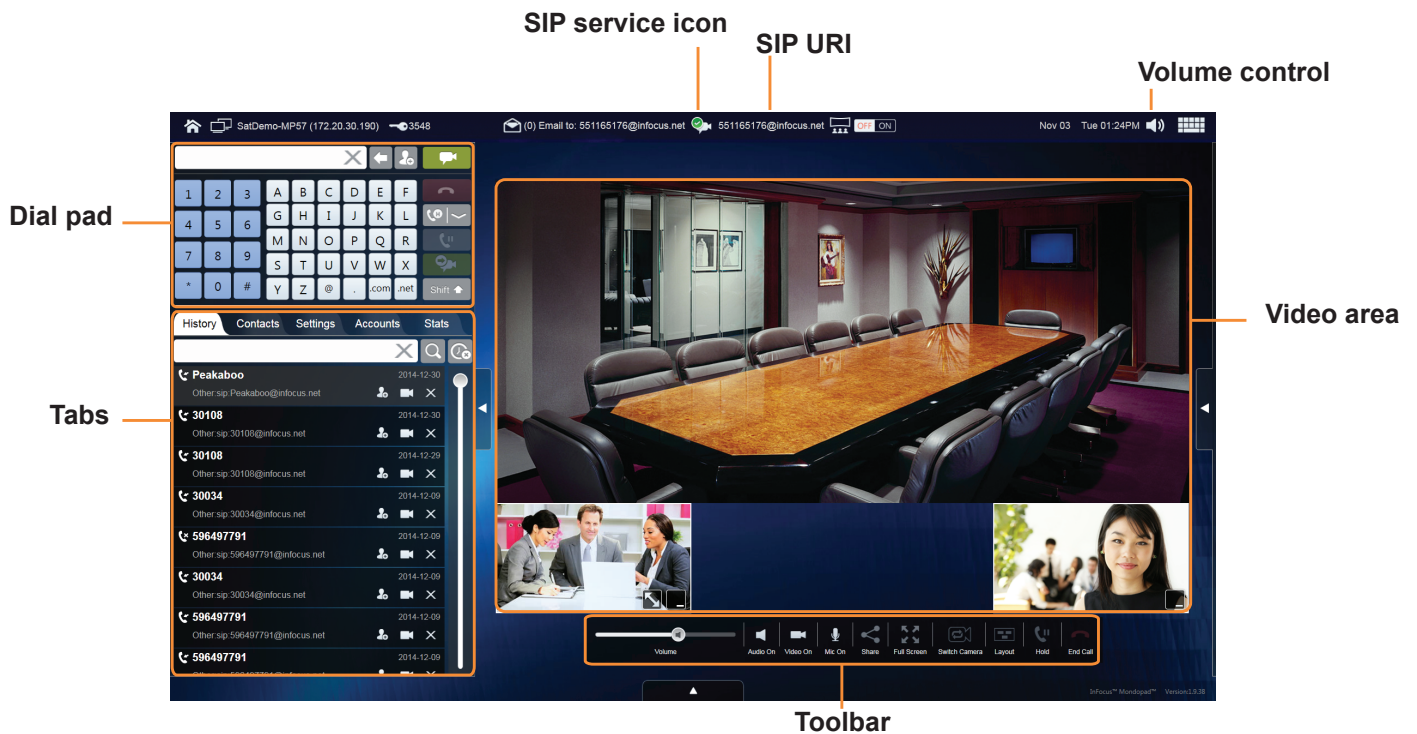 SIP service icon
SIP URI
Volume control
SatDemo-MP57 (172.20.30.190) 3548
(0) Email to: 551165176@infocus.net
551165176@infocus.net
OFF ON
Nov 03 Tue 01:24PM
Dial pad
1 2 3 A B C D E F
4 5 6 G H I J K L
M N O P Q R
7 8 9 S T U V W X
* 0 # Y Z @ . .com .net Shift
History Contacts Settings Accounts Stats
Tabs
Peakaboo 2014-12-30
Other:sip:Peakaboo@infocus.net
30108 2014-12-30
Other:sip:30108@infocus.net
30108 2014-12-29
Other:sip:30108@infocus.net
30034 2014-12-09
Other:sip:30034@infocus.net
596497791 2014-12-09
Other:sip:596497791@infocus.net
30034 2014-12-09
Other:sip:30034@infocus.net
596497791 2014-12-09
Other:sip:596497791@infocus.net
596497791 2014-12-09
Video area
Volume Audio On Video On Mic On Share Full Screen Switch Camera Layout Hold End Call
InFocus™ Mondopad™ Version:1.9.38
Toolbar